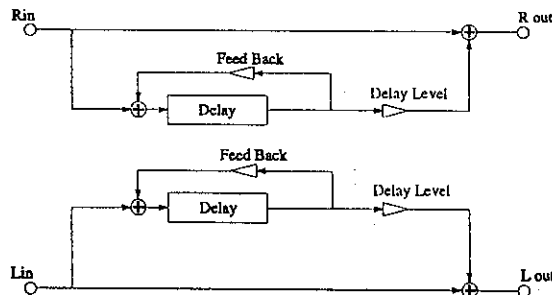 Rin
R out
Feed Back
Delay Level
Delay
Feed Back
Delay Level
Delay
Lin
L out